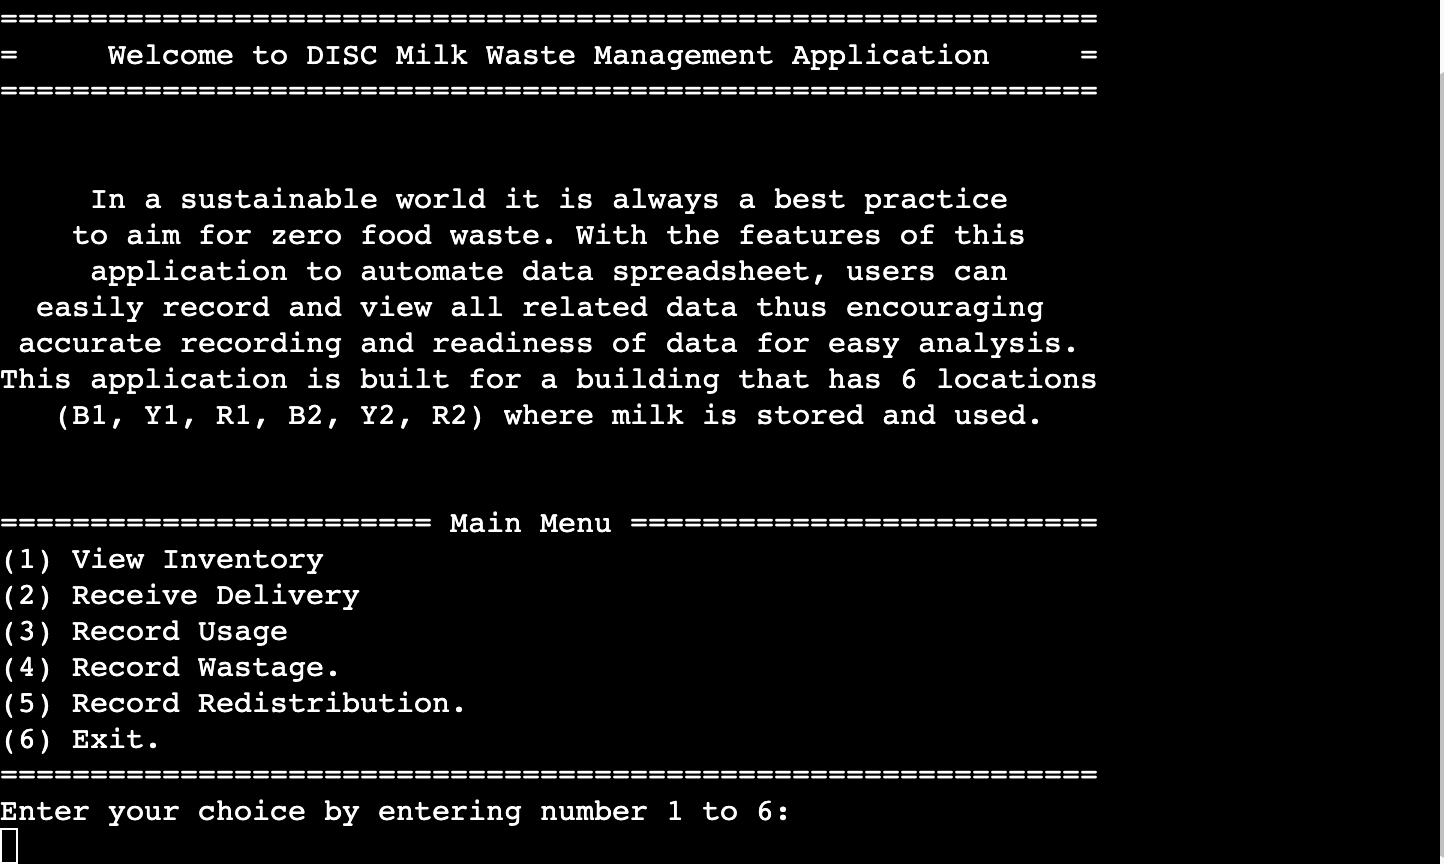 =============================================================
=     Welcome to DISC Milk Waste Management Application     =
=============================================================
In a sustainable world it is always a best practice
to aim for zero food waste. With the features of this
application to automate data spreadsheet, users can
easily record and view all related data thus encouraging
accurate recording and readiness of data for easy analysis.
This application is built for a building that has 6 locations
(B1, Y1, R1, B2, Y2, R2) where milk is stored and used.
======================== Main Menu ==========================
(1) View Inventory
(2) Receive Delivery
(3) Record Usage
(4) Record Wastage.
(5) Record Redistribution.
(6) Exit.
=============================================================
Enter your choice by entering number 1 to 6: